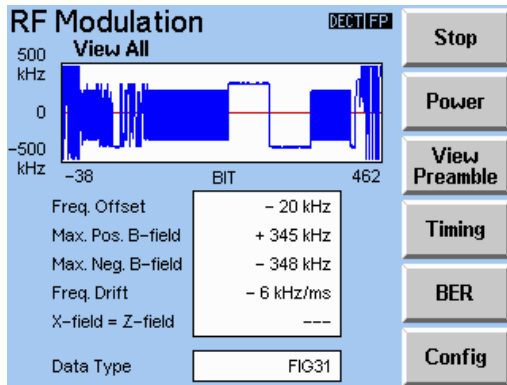 RF Modulation
DECT FP
View All
500
kHz
0
−500
kHz
−38
BIT
462
Freq. Offset − 20 kHz
Max. Pos. B-field + 345 kHz
Max. Neg. B-field − 348 kHz
Freq. Drift − 6 kHz/ms
X-field = Z-field ---
Data Type FIG31
Stop
Power
View
Preamble
Timing
BER
Config